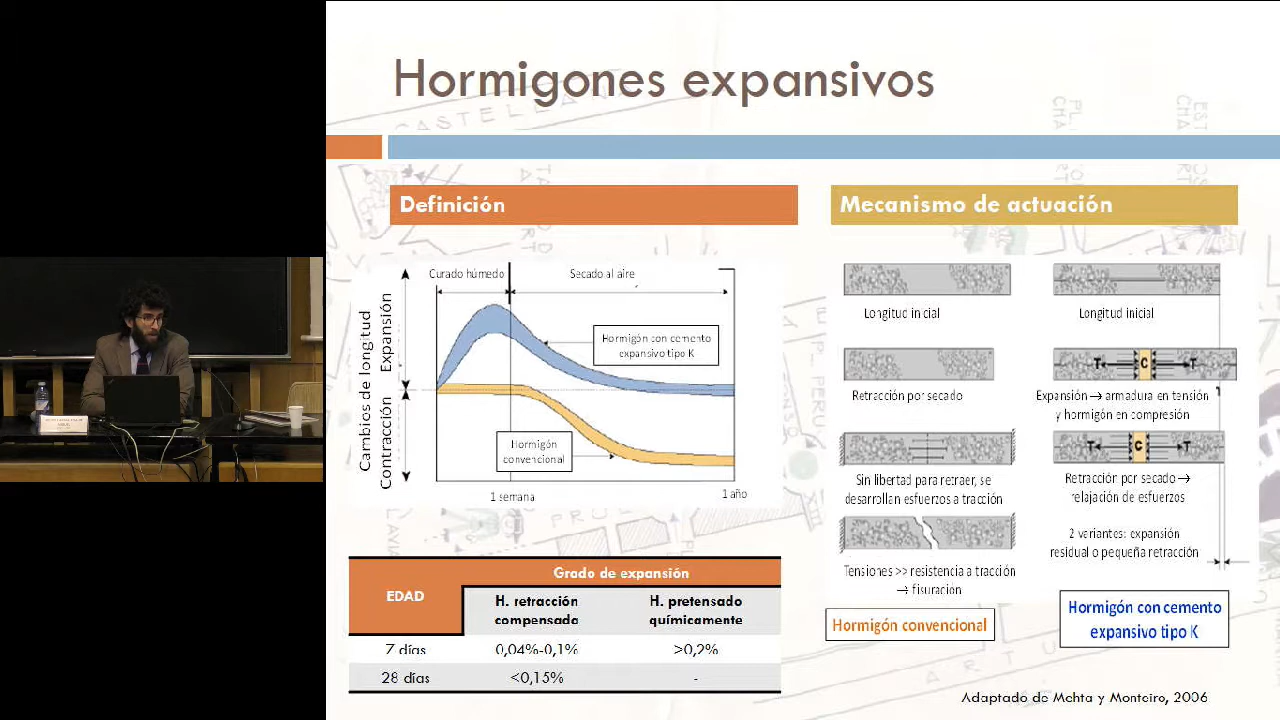 Hormigones expansivos
Definición
Curado húmedo
Secado al aire
Cambios de longitud
Expansión
Contracción
Hormigón con cemento
expansivo tipo K
Hormigón
convencional
1 semana
1 año
EDAD
Grado de expansión
H. retracción
compensada
H. pretensado
químicamente
7 días
0,04%-0,1%
>0,2%
28 días
<0,15%
-
Mecanismo de actuación
Longitud inicial
Retracción por secado
Sin libertad para retraer, se
desarrollan esfuerzos a tracción
Tensiones >> resistencia a tracción
→ fisuración
Hormigón convencional
Longitud inicial
T C T
Expansión → armadura en tensión
y hormigón en compresión
T C T
Retracción por secado →
relajación de esfuerzos
2 variantes: expansión
residual o pequeña retracción
Hormigón con cemento
expansivo tipo K
Adaptado de Mehta y Monteiro, 2006